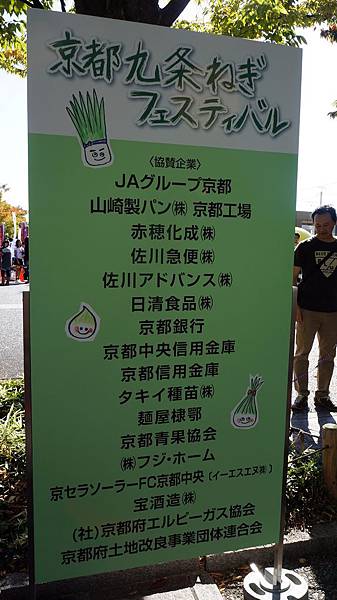 京都九条ねぎ
フェスティバル
〈協賛企業〉
JAグループ京都
山崎製パン㈱ 京都工場
赤穂化成㈱
佐川急便㈱
佐川アドバンス㈱
日清食品㈱
京都銀行
京都中央信用金庫
京都信用金庫
タキイ種苗㈱
麺屋棣鄂
京都青果協会
㈱フジ・ホーム
京セラソーラーFC京都中央〔イーエスエヌ㈱〕
宝酒造㈱
(社)京都府エルピーガス協会
京都府土地改良事業団体連合会